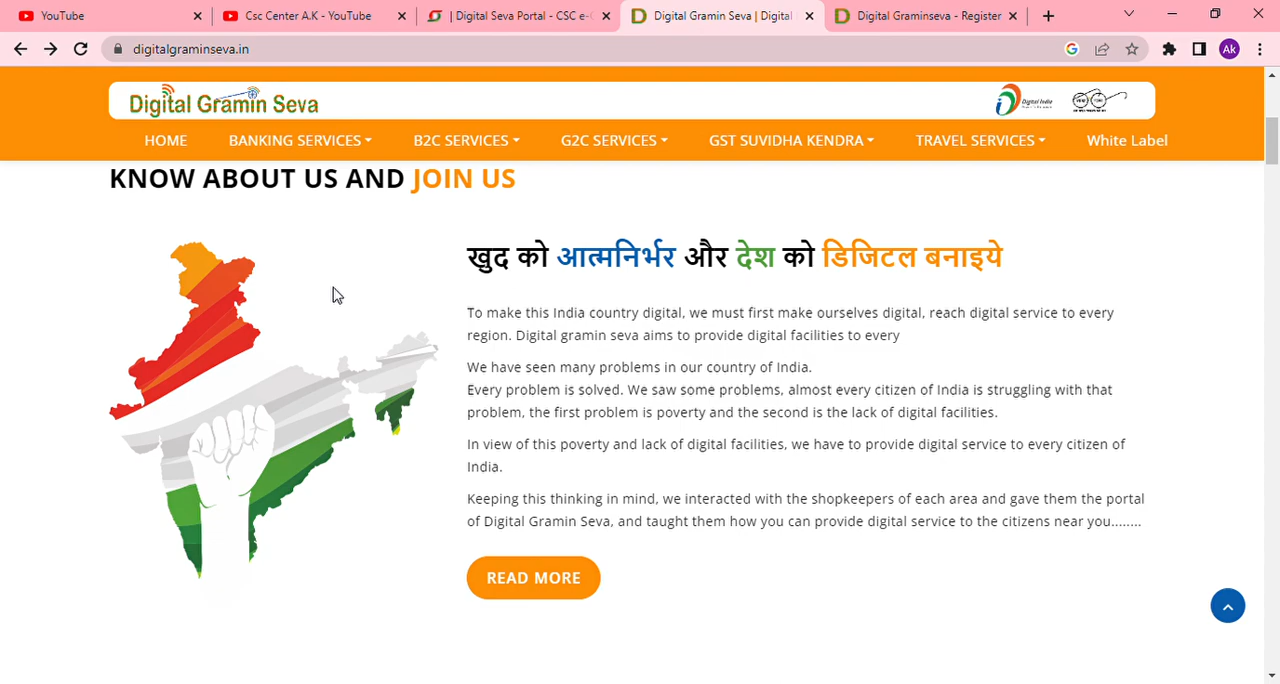 YouTube
Csc Center A.K - YouTube
| Digital Seva Portal - CSC e-
Digital Gramin Seva | Digital
Digital Graminseva - Register
digitalgraminseva.in
Ak
Digital Gramin Seva
Digital India
HOME BANKING SERVICES B2C SERVICES G2C SERVICES GST SUVIDHA KENDRA TRAVEL SERVICES White Label
KNOW ABOUT US AND JOIN US
खुद को आत्मनिर्भर और देश को डिजिटल बनाइये
To make this India country digital, we must first make ourselves digital, reach digital service to every
region. Digital gramin seva aims to provide digital facilities to every
We have seen many problems in our country of India.
Every problem is solved. We saw some problems, almost every citizen of India is struggling with that
problem, the first problem is poverty and the second is the lack of digital facilities.
In view of this poverty and lack of digital facilities, we have to provide digital service to every citizen of
India.
Keeping this thinking in mind, we interacted with the shopkeepers of each area and gave them the portal
of Digital Gramin Seva, and taught them how you can provide digital service to the citizens near you........
READ MORE